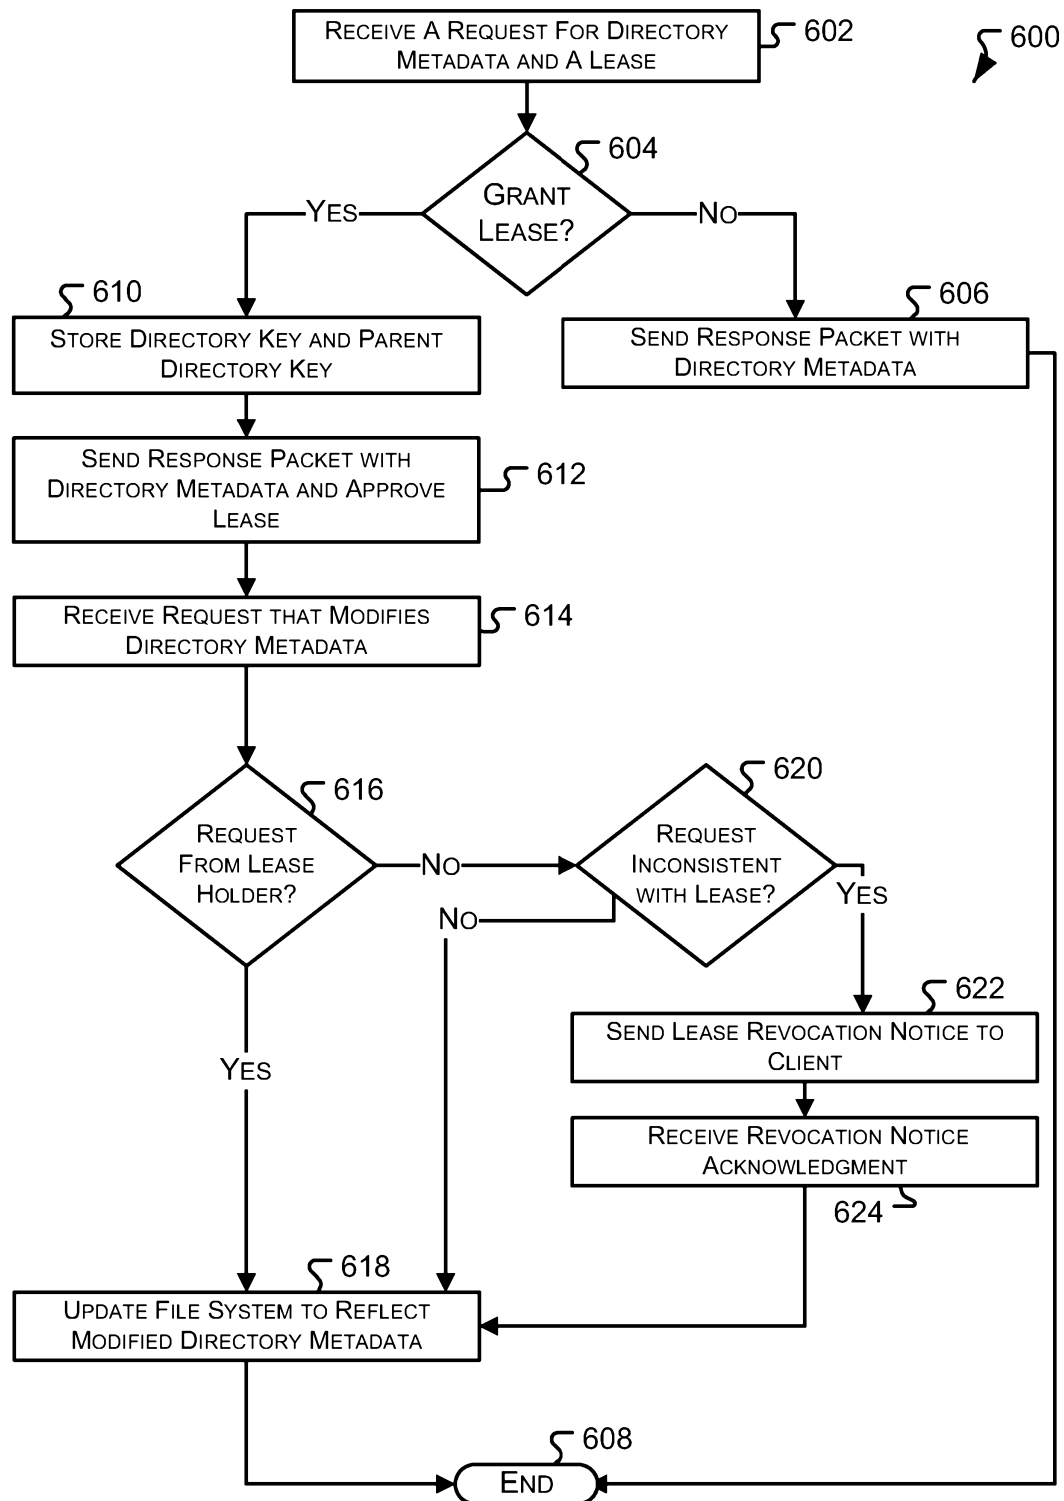 RECEIVE A REQUEST FOR DIRECTORY
METADATA AND A LEASE
602
600
604
GRANT
LEASE?
YES
NO
610
STORE DIRECTORY KEY AND PARENT
DIRECTORY KEY
606
SEND RESPONSE PACKET WITH
DIRECTORY METADATA
SEND RESPONSE PACKET WITH
DIRECTORY METADATA AND APPROVE
LEASE
612
RECEIVE REQUEST THAT MODIFIES
DIRECTORY METADATA
614
616
REQUEST
FROM LEASE
HOLDER?
NO
620
REQUEST
INCONSISTENT
WITH LEASE?
YES
NO
YES
622
SEND LEASE REVOCATION NOTICE TO
CLIENT
RECEIVE REVOCATION NOTICE
ACKNOWLEDGMENT
624
618
UPDATE FILE SYSTEM TO REFLECT
MODIFIED DIRECTORY METADATA
608
END